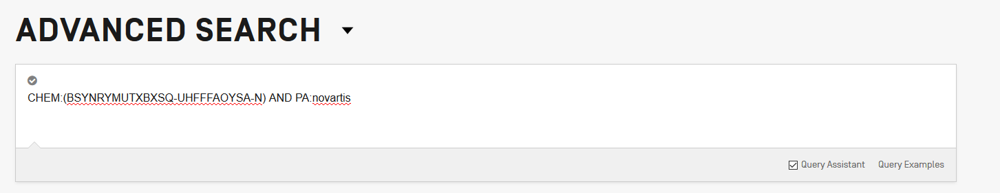 ADVANCED SEARCH
CHEM:(BSYNRYMUTXBXSQ-UHFFFAOYSA-N) AND PA:novartis
Query Assistant Query Examples